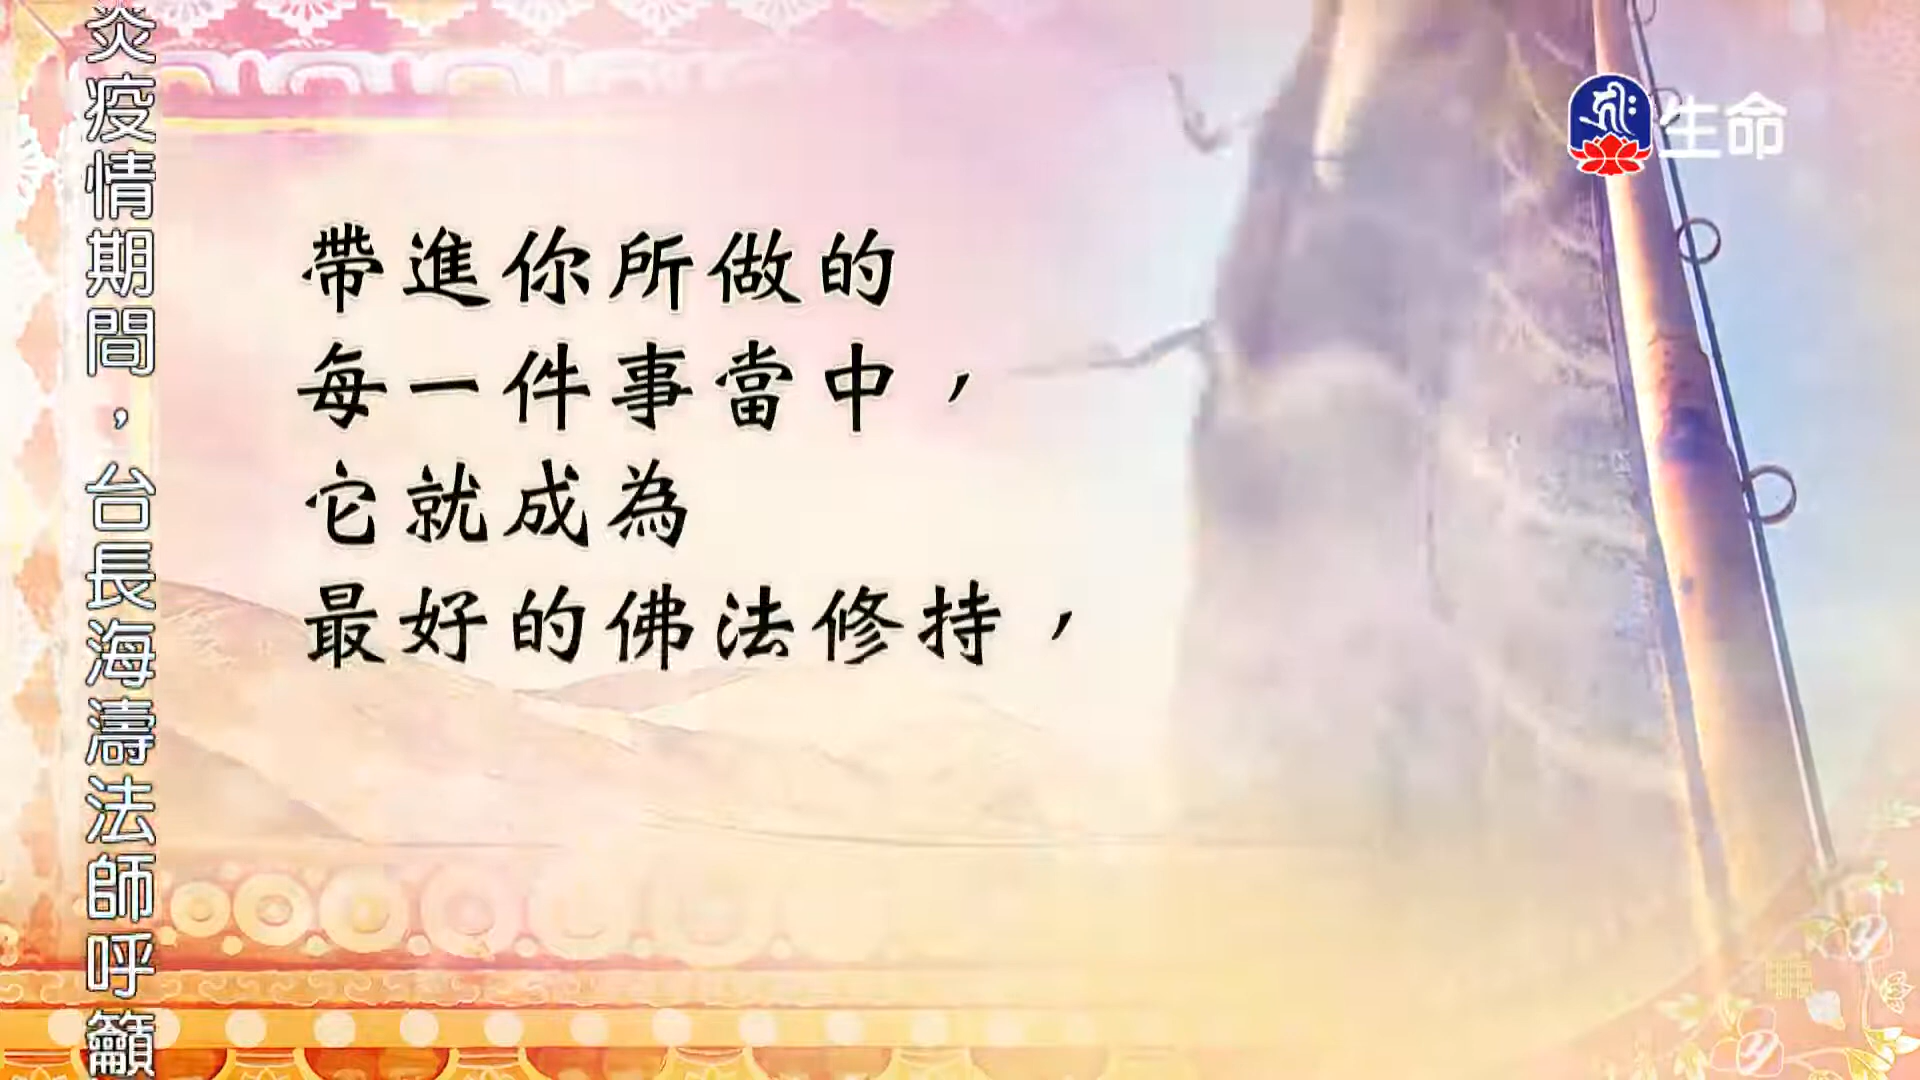 帶進你所做的
每一件事當中，
它就成為
最好的佛法修持，
炎疫情期間，台長海濤法師呼籲
生命